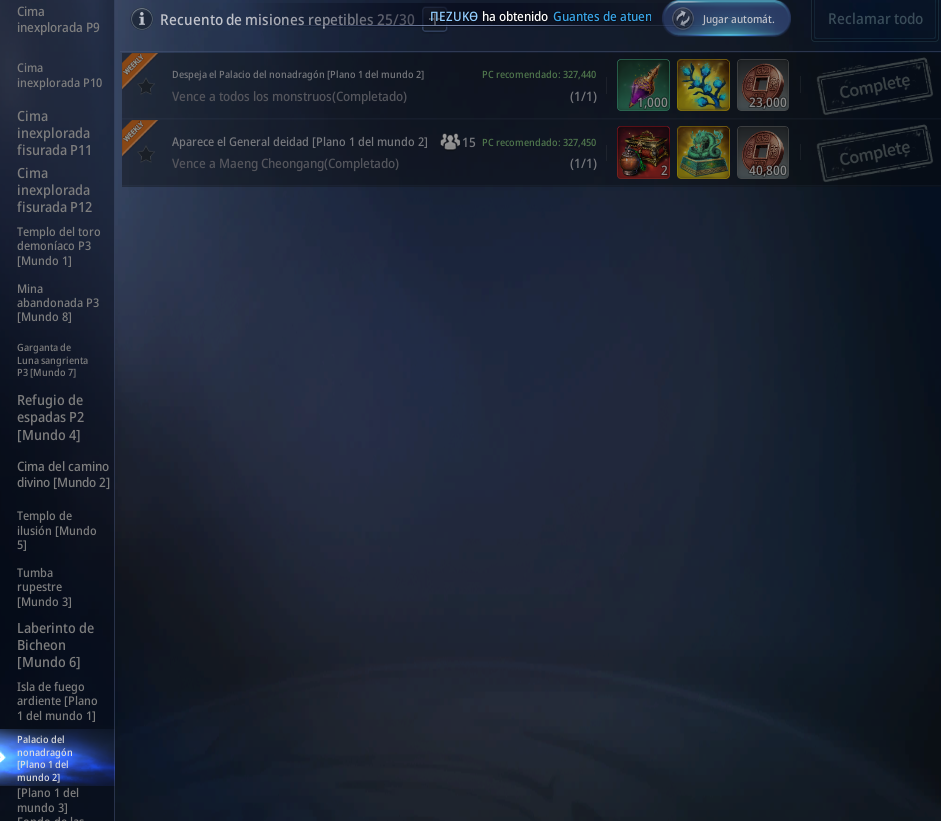 Recuento de misiones repetibles 25/30
ПEZUKӨ ha obtenido Guantes de atuen
Jugar automát.
Reclamar todo
Cima
inexplorada P9
Cima
inexplorada P10
Cima
inexplorada
fisurada P11
Cima
inexplorada
fisurada P12
Templo del toro
demoníaco P3
[Mundo 1]
Mina
abandonada P3
[Mundo 8]
Garganta de
Luna sangrienta
P3 [Mundo 7]
Refugio de
espadas P2
[Mundo 4]
Cima del camino
divino [Mundo 2]
Templo de
ilusión [Mundo
5]
Tumba
rupestre
[Mundo 3]
Laberinto de
Bicheon
[Mundo 6]
Isla de fuego
ardiente [Plano
1 del mundo 1]
Palacio del
nonadragón
[Plano 1 del
mundo 2]
[Plano 1 del
mundo 3]
Fondo de las
WEEKLY
Despeja el Palacio del nonadragón [Plano 1 del mundo 2]
PC recomendado: 327,440
Vence a todos los monstruos(Completado)
(1/1)
1,000
23,000
Complete
WEEKLY
Aparece el General deidad [Plano 1 del mundo 2]
15
PC recomendado: 327,450
Vence a Maeng Cheongang(Completado)
(1/1)
2
40,800
Complete